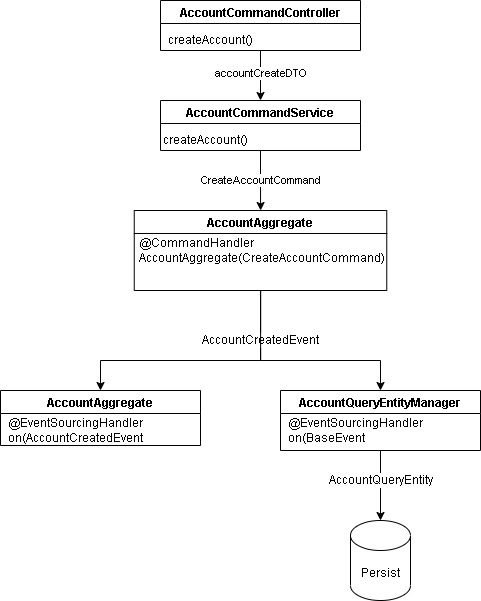 AccountCommandController
createAccount()
accountCreateDTO
AccountCommandService
createAccount()
CreateAccountCommand
AccountAggregate
@CommandHandler
AccountAggregate(CreateAccountCommand)
AccountCreatedEvent
AccountAggregate
@EventSourcingHandler
on(AccountCreatedEvent
AccountQueryEntityManager
@EventSourcingHandler
on(BaseEvent
AccountQueryEntity
Persist